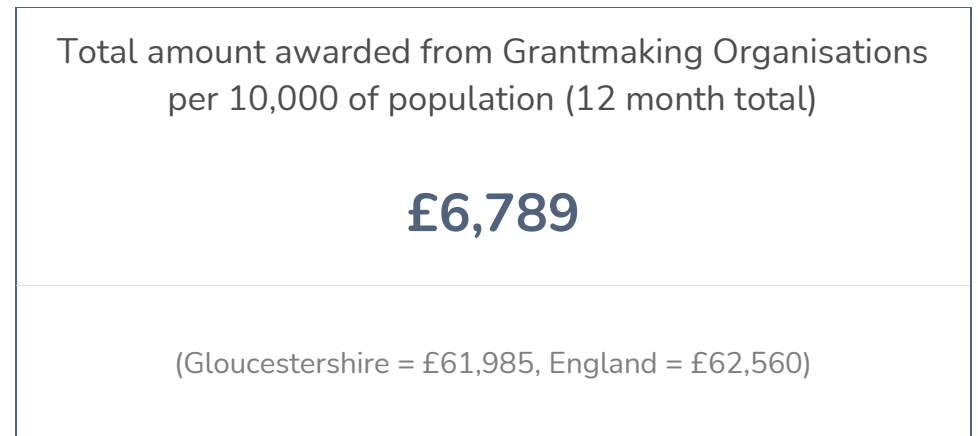 Total amount awarded from Grantmaking Organisations
per 10,000 of population (12 month total)
£6,789
(Gloucestershire = £61,985, England = £62,560)